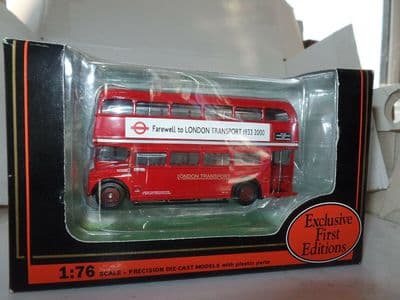 Farewell to LONDON TRANSPORT 1933-2000
LONDON TRANSPORT
Exclusive
First
Editions
1:76 SCALE - PRECISION DIE CAST MODELS with plastic parts